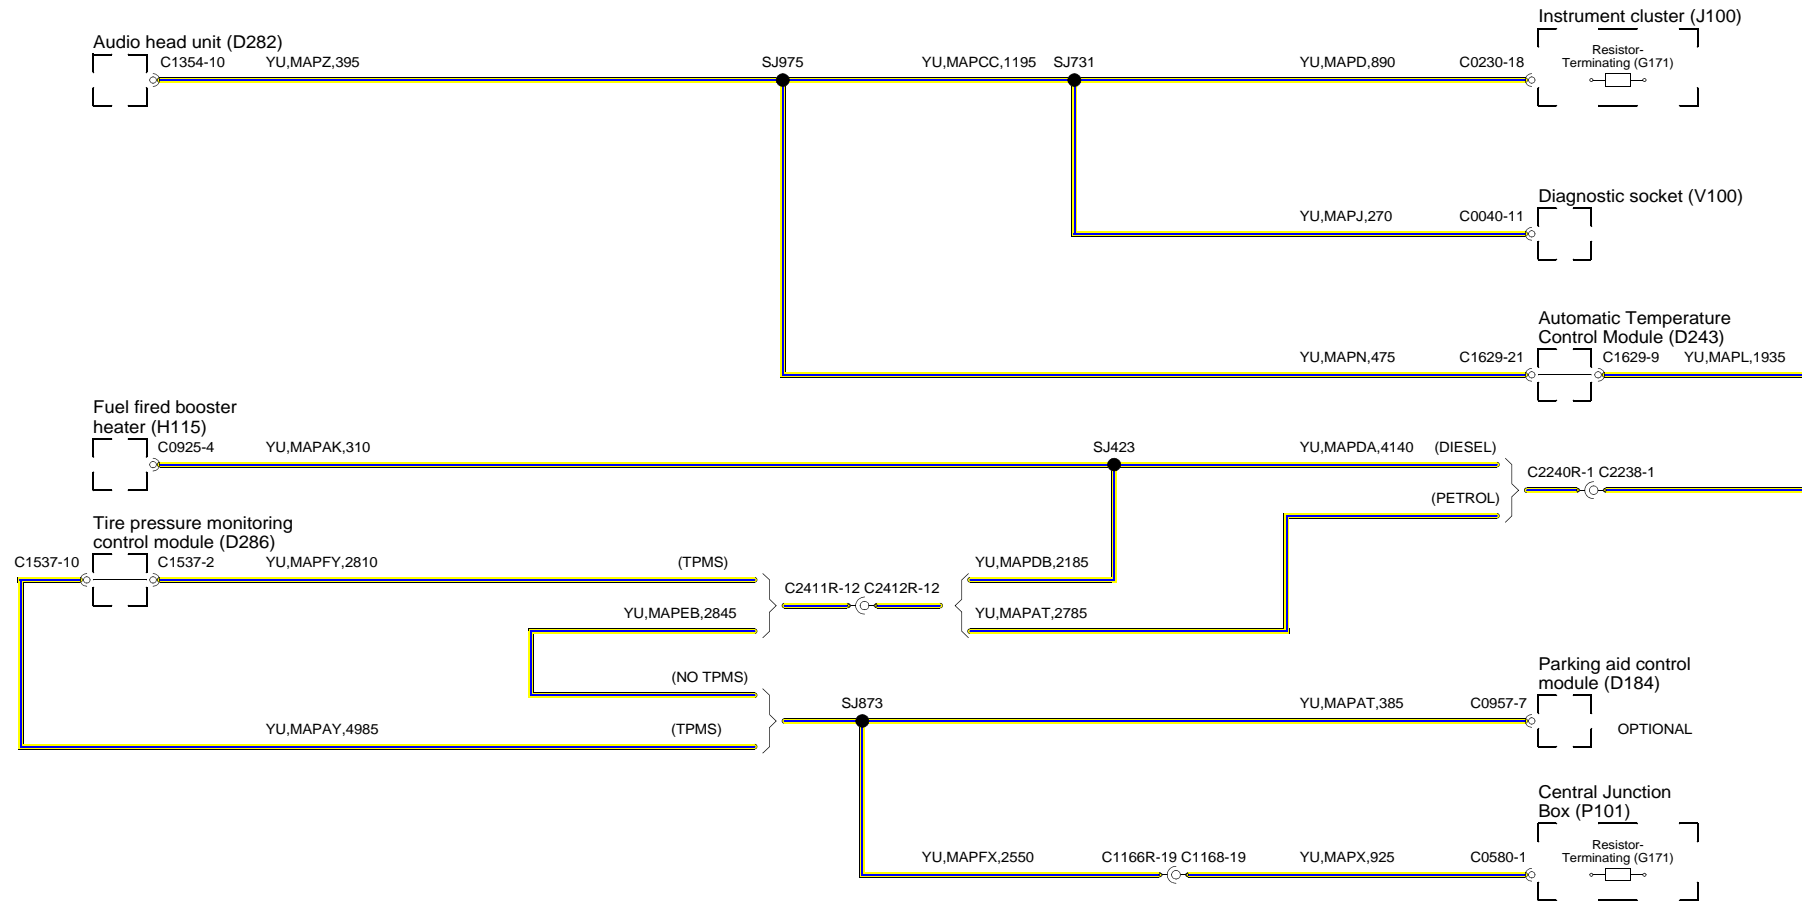 Instrument cluster (J100)
Audio head unit (D282)
Resistor-
Terminating (G171)
C1354-10
YU,MAPZ,395
SJ975
YU,MAPCC,1195
SJ731
YU,MAPD,890
C0230-18
Diagnostic socket (V100)
YU,MAPJ,270
C0040-11
Automatic Temperature
Control Module (D243)
YU,MAPN,475
C1629-21
C1629-9
YU,MAPL,1935
Fuel fired booster
heater (H115)
C0925-4
YU,MAPAK,310
SJ423
YU,MAPDA,4140
(DIESEL)
C2240R-1
C2238-1
(PETROL)
Tire pressure monitoring
control module (D286)
C1537-10
C1537-2
YU,MAPFY,2810
(TPMS)
YU,MAPDB,2185
C2411R-12
C2412R-12
YU,MAPEB,2845
YU,MAPAT,2785
Parking aid control
module (D184)
(NO TPMS)
SJ873
YU,MAPAT,385
C0957-7
YU,MAPAY,4985
(TPMS)
OPTIONAL
Central Junction
Box (P101)
Resistor-
Terminating (G171)
YU,MAPFX,2550
C1166R-19
C1168-19
YU,MAPX,925
C0580-1